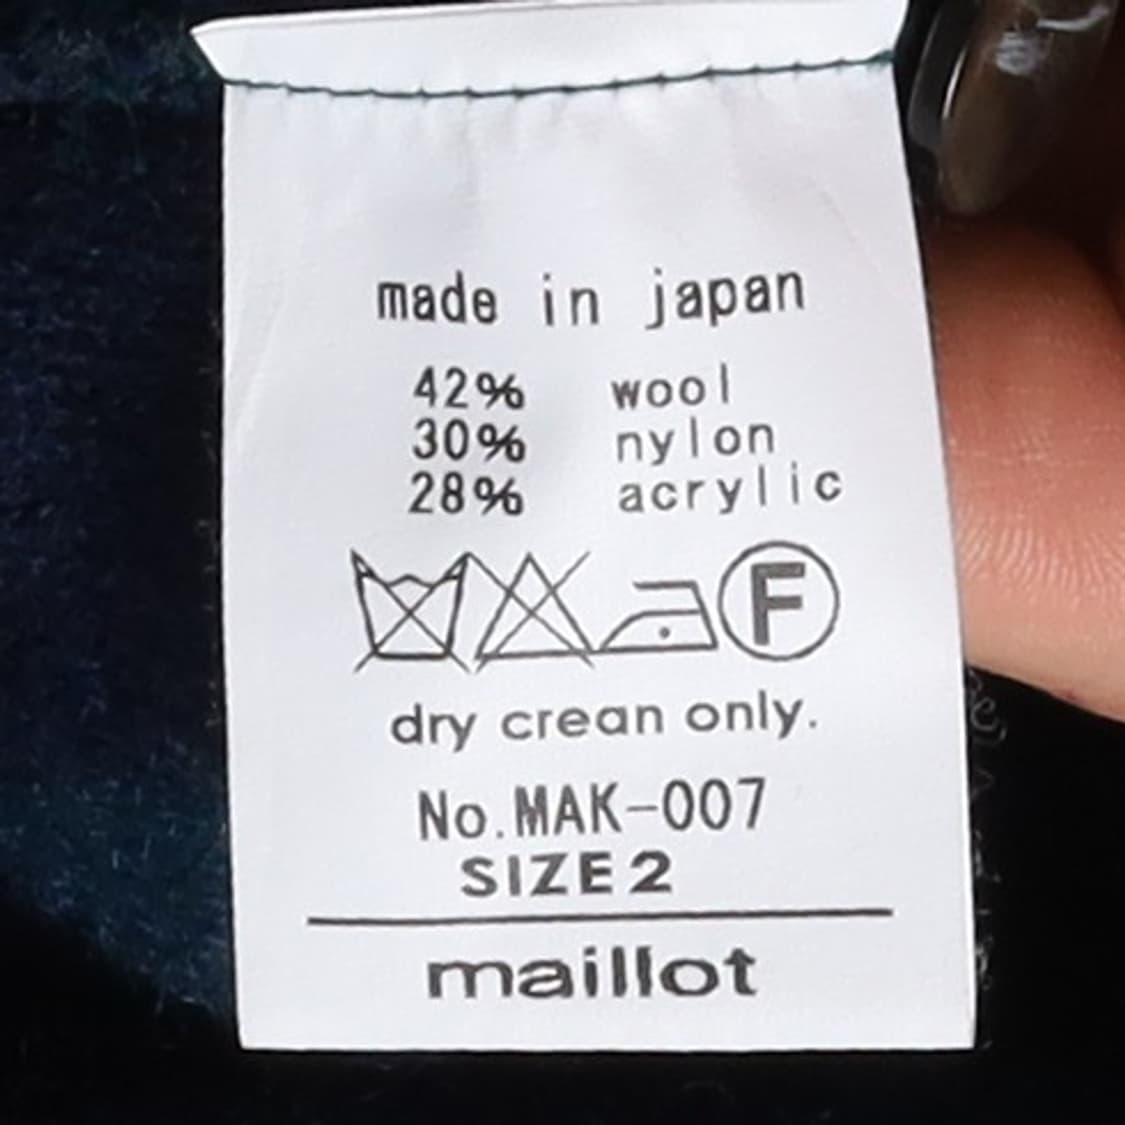 made in japan
42% wool
30% nylon
28% acrylic
F
dry crean only.
No.MAK-007
SIZE2
maillot